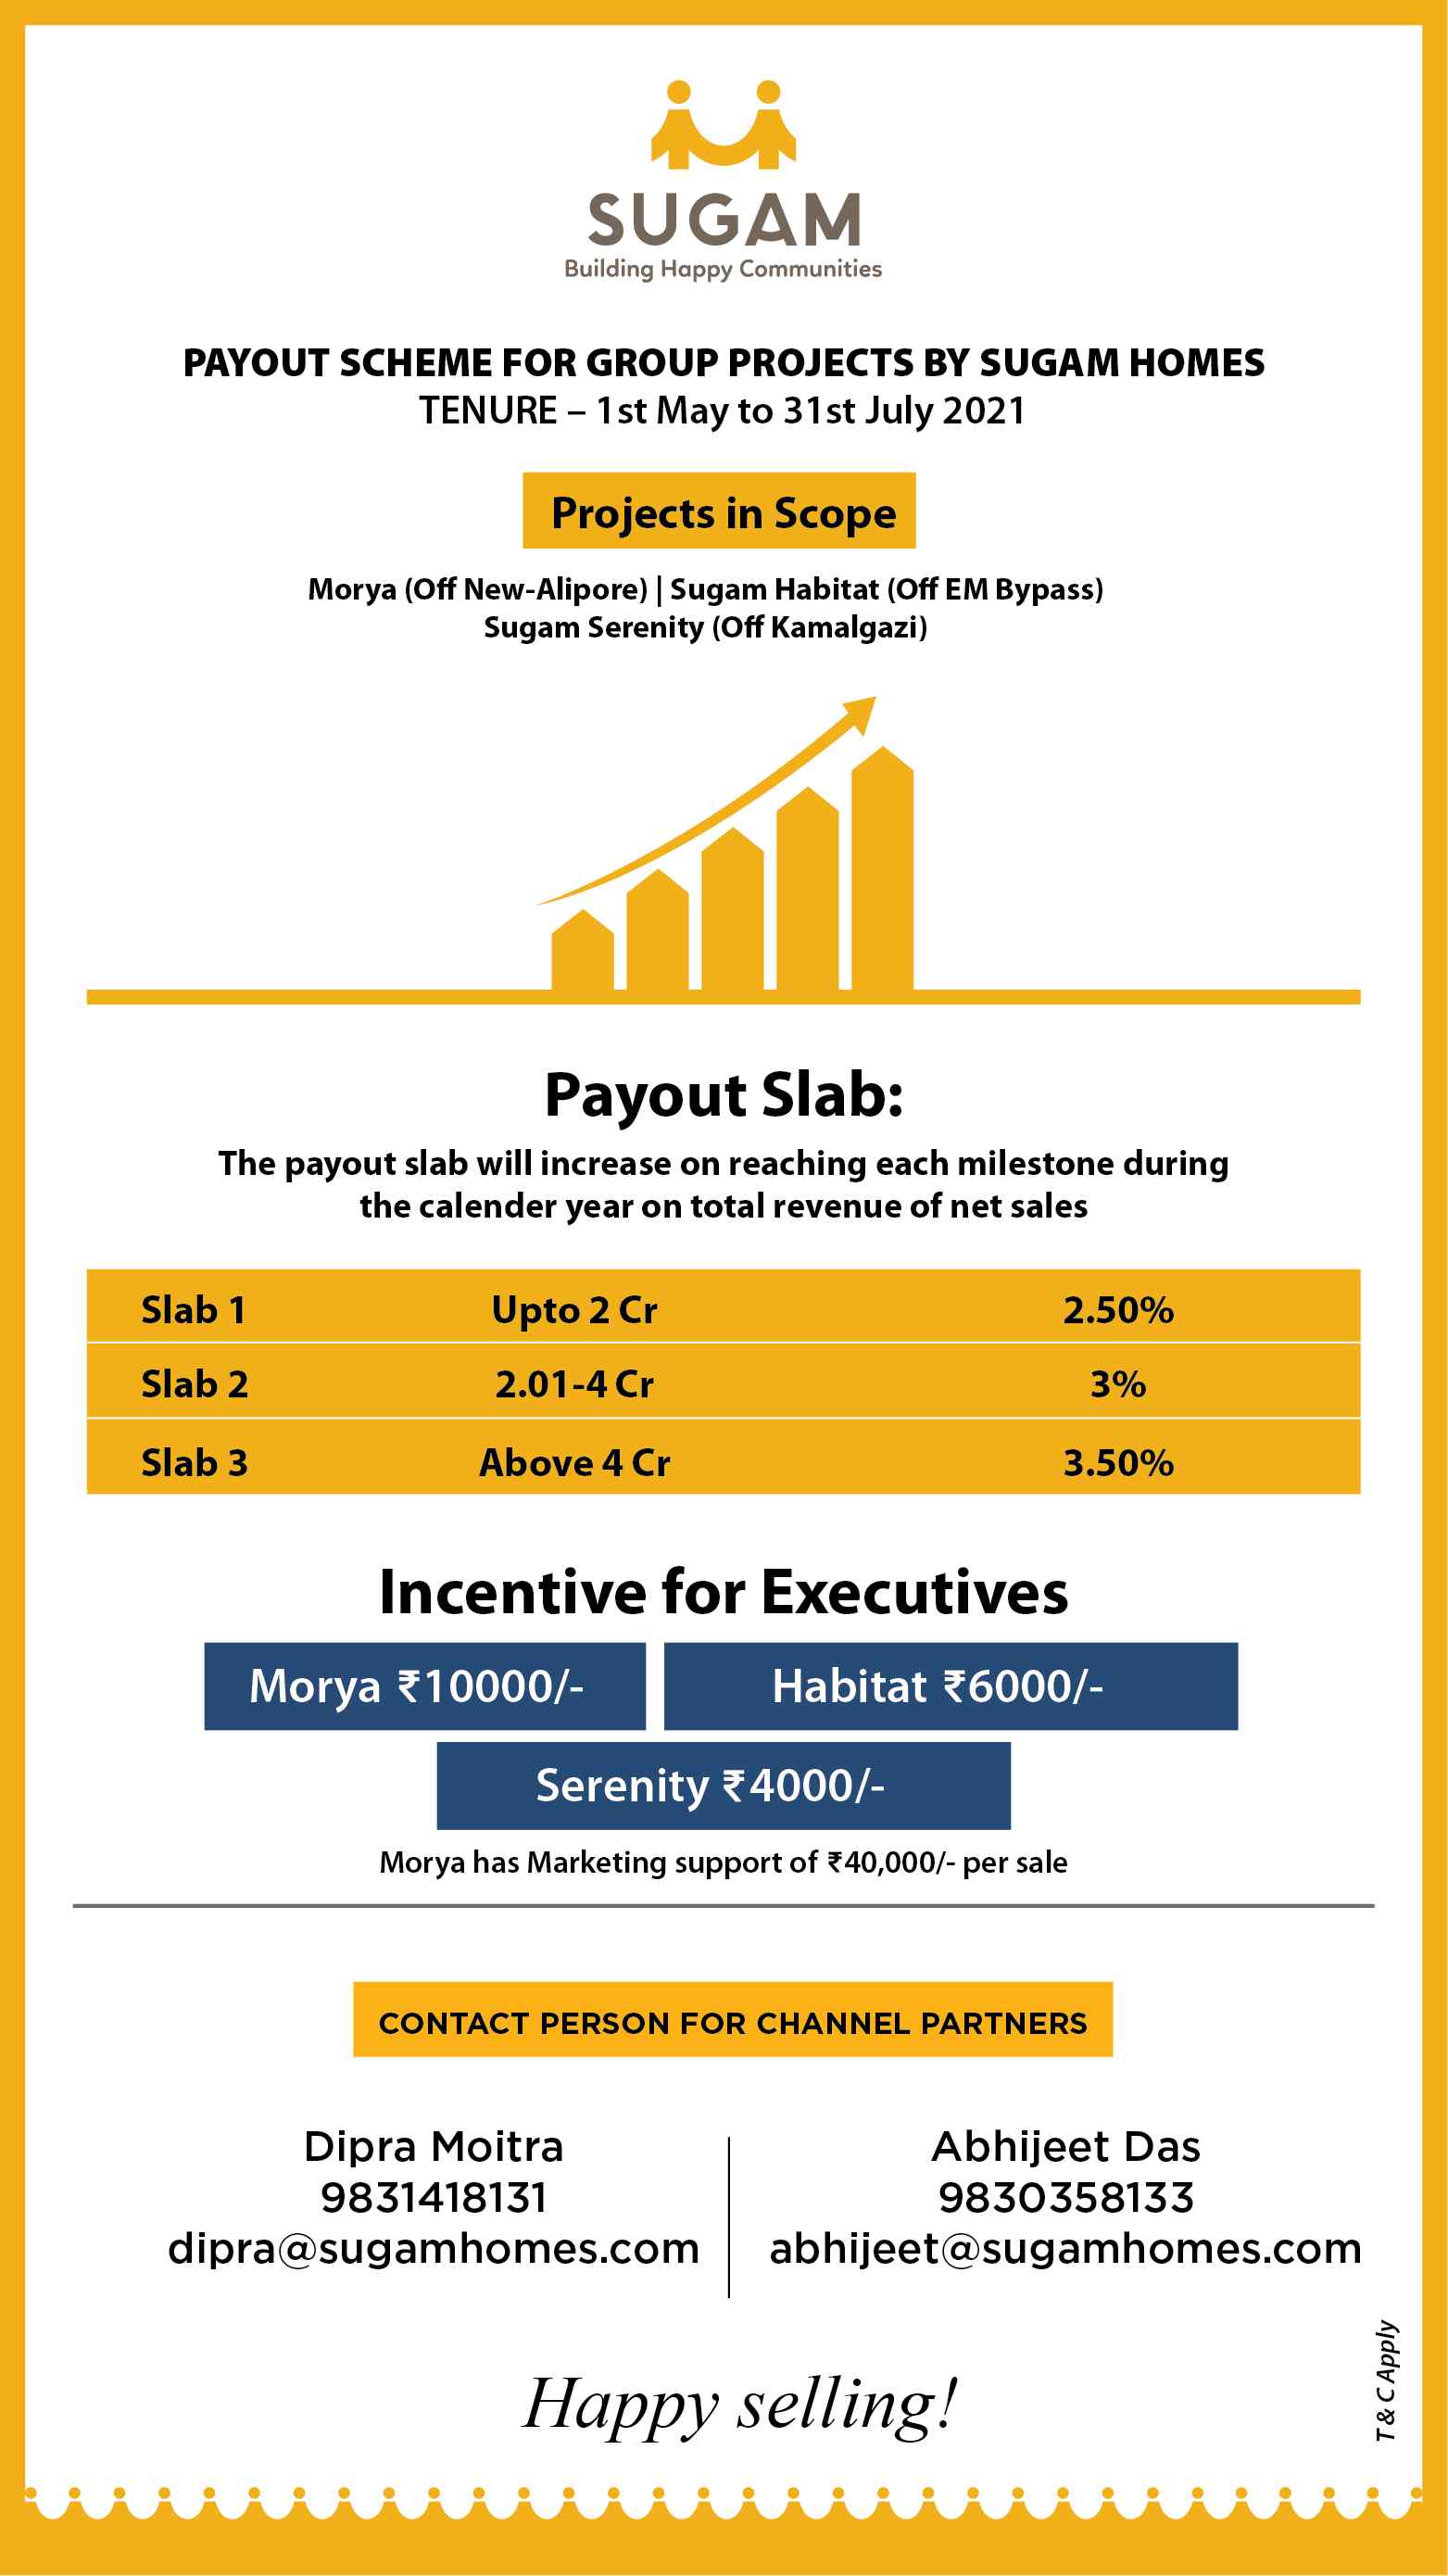 SUGAM
Building Happy Communities
PAYOUT SCHEME FOR GROUP PROJECTS BY SUGAM HOMES
TENURE – 1st May to 31st July 2021
Projects in Scope
Morya (Off New-Alipore) | Sugam Habitat (Off EM Bypass)
Sugam Serenity (Off Kamalgazi)
Payout Slab:
The payout slab will increase on reaching each milestone during
the calender year on total revenue of net sales
Slab 1 Upto 2 Cr 2.50%
Slab 2 2.01-4 Cr 3%
Slab 3 Above 4 Cr 3.50%
Incentive for Executives
Morya ₹10000/- Habitat ₹6000/-
Serenity ₹4000/-
Morya has Marketing support of ₹40,000/- per sale
CONTACT PERSON FOR CHANNEL PARTNERS
Dipra Moitra
9831418131
dipra@sugamhomes.com
Abhijeet Das
9830358133
abhijeet@sugamhomes.com
Happy selling!
T & C Apply